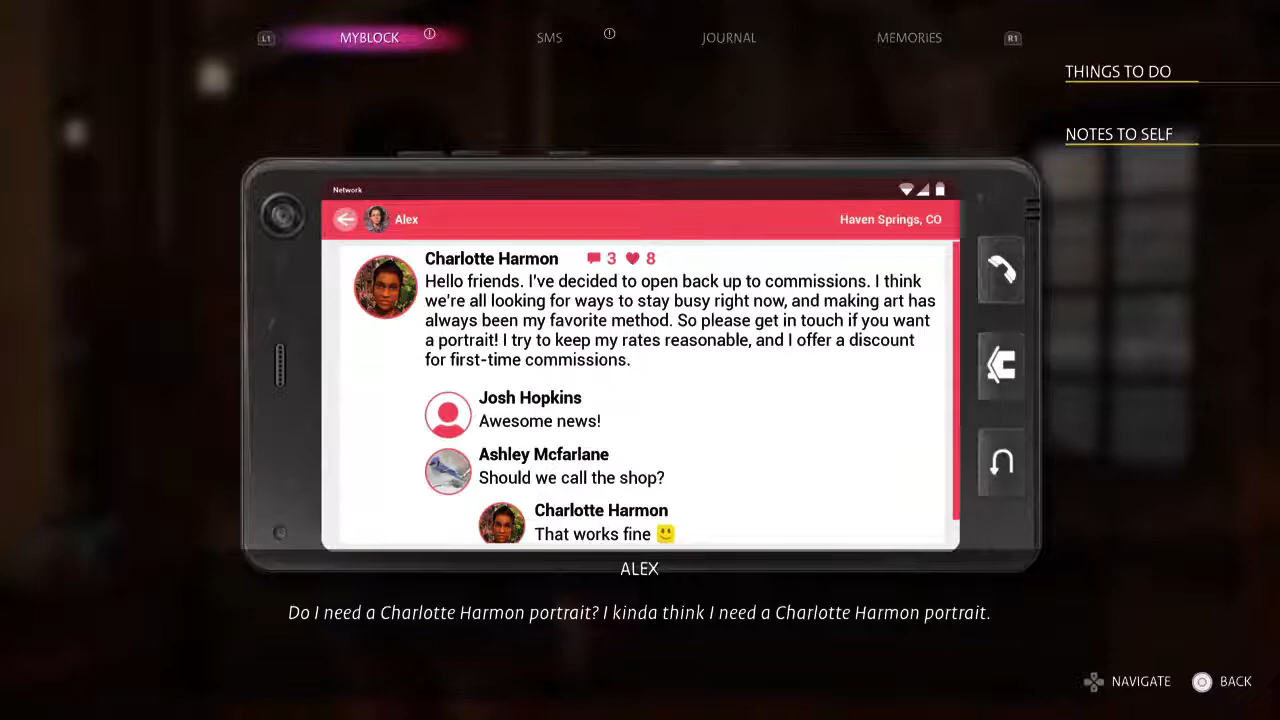 L1
MYBLOCK
SMS
JOURNAL
MEMORIES
R1
THINGS TO DO
NOTES TO SELF
Network
Alex
Haven Springs, CO
Charlotte Harmon 3 8
Hello friends. I've decided to open back up to commissions. I think
we're all looking for ways to stay busy right now, and making art has
always been my favorite method. So please get in touch if you want
a portrait! I try to keep my rates reasonable, and I offer a discount
for first-time commissions.
Josh Hopkins
Awesome news!
Ashley Mcfarlane
Should we call the shop?
Charlotte Harmon
That works fine
ALEX
Do I need a Charlotte Harmon portrait? I kinda think I need a Charlotte Harmon portrait.
NAVIGATE
BACK